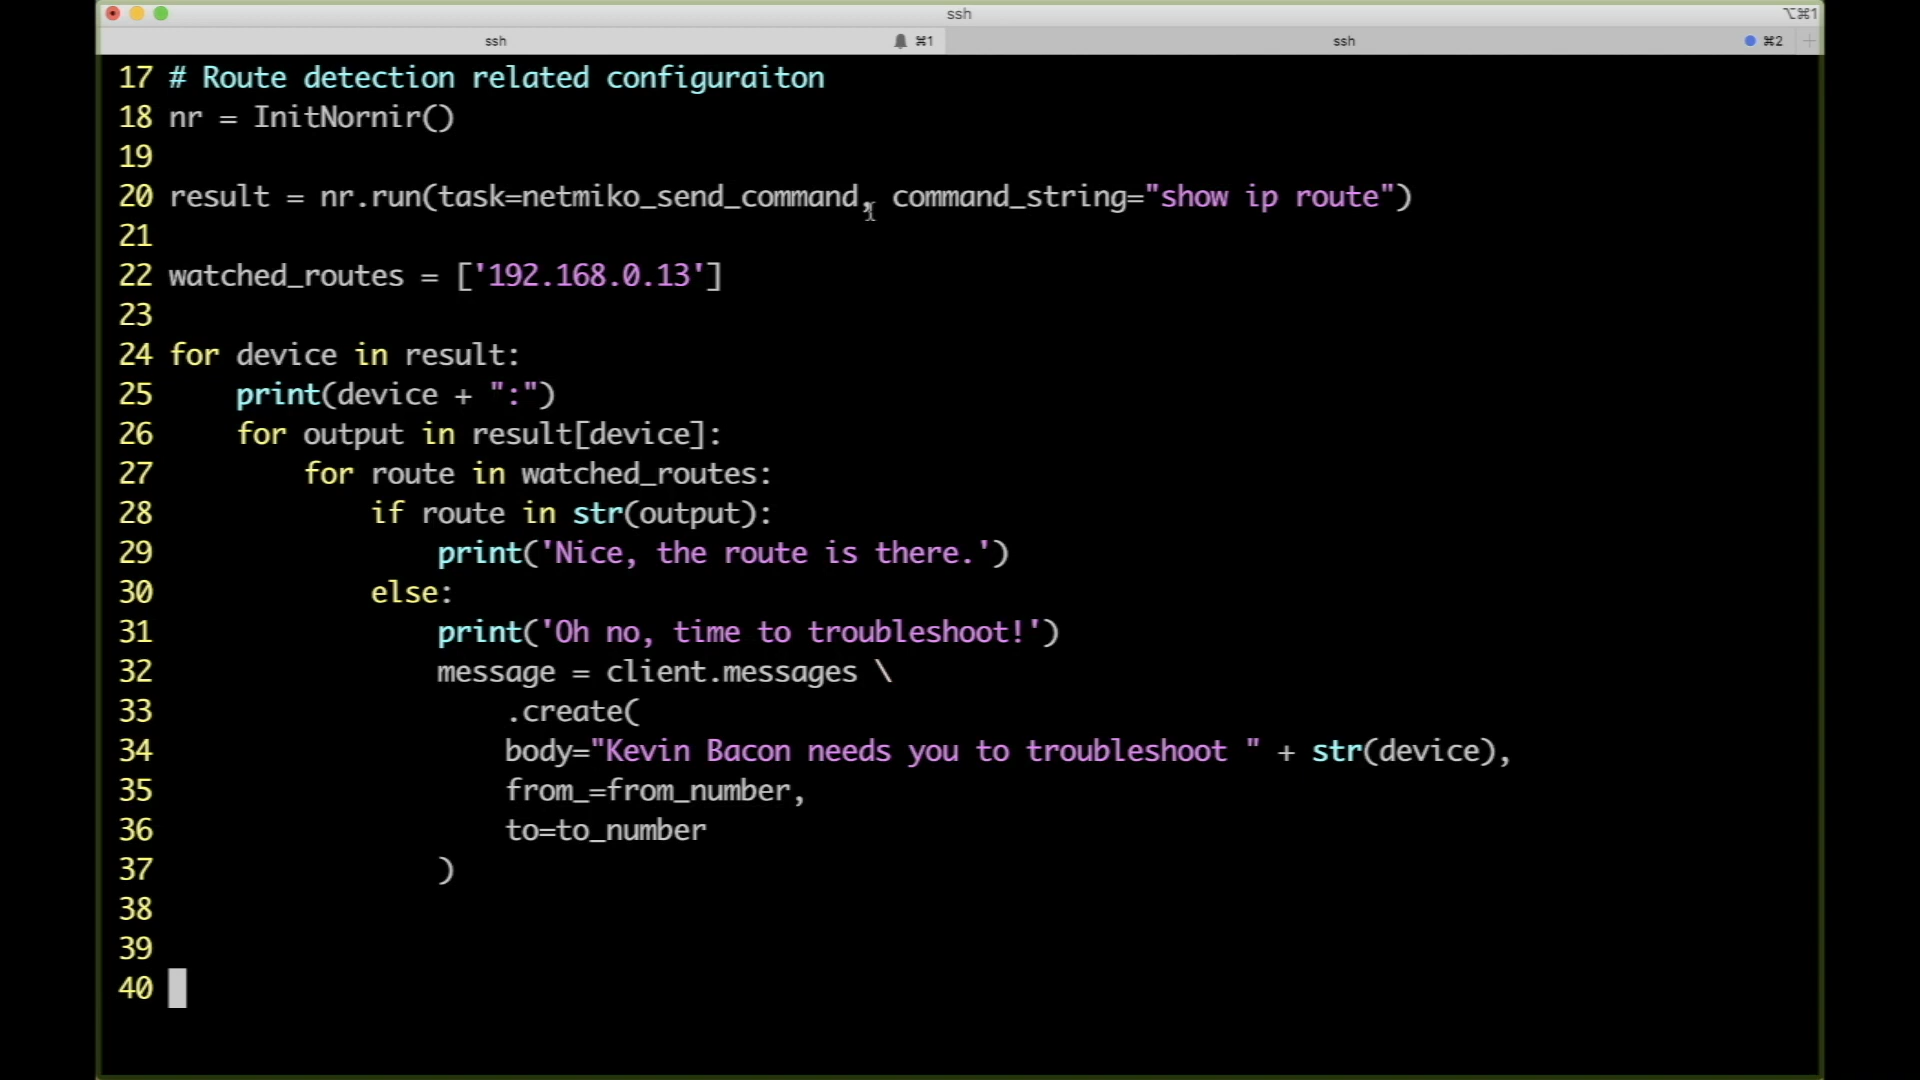 ssh
⌥⌘1
ssh
⌘1
ssh
⌘2
17 # Route detection related configuraiton
18 nr = InitNornir()
19
20 result = nr.run(task=netmiko_send_command, command_string="show ip route")
21
22 watched_routes = ['192.168.0.13']
23
24 for device in result:
25     print(device + ":")
26     for output in result[device]:
27         for route in watched_routes:
28             if route in str(output):
29                 print('Nice, the route is there.')
30             else:
31                 print('Oh no, time to troubleshoot!')
32                 message = client.messages \
33                     .create(
34                     body="Kevin Bacon needs you to troubleshoot " + str(device),
35                     from_=from_number,
36                     to=to_number
37                 )
38
39
40